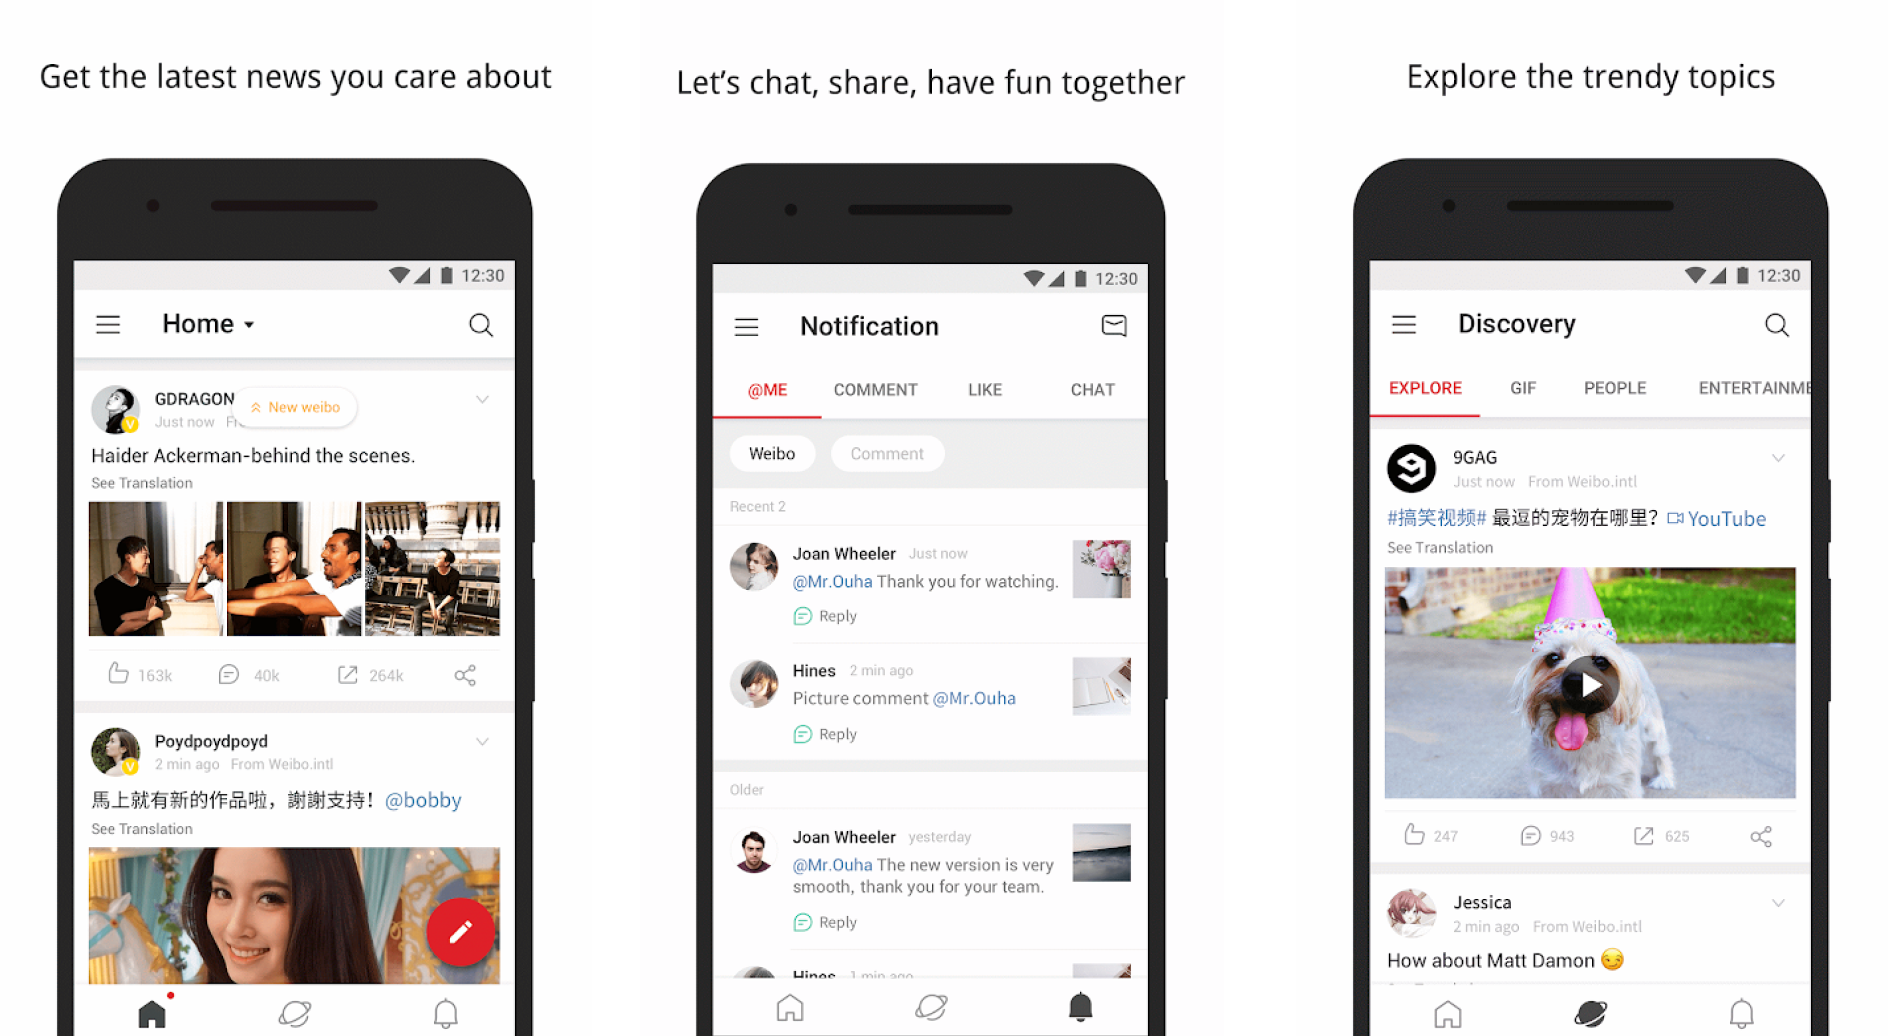 Get the latest news you care about
12:30
Home
GDRAGON
New weibo
Just now
Haider Ackerman-behind the scenes.
See Translation
163k 40k 264k
Poydpoydpoyd
2 min ago From Weibo.intl
馬上就有新的作品啦，謝謝支持！@bobby
See Translation
Let’s chat, share, have fun together
12:30
Notification
@ME COMMENT LIKE CHAT
Weibo Comment
Recent 2
Joan Wheeler Just now
@Mr.Ouha Thank you for watching.
Reply
Hines 2 min ago
Picture comment @Mr.Ouha
Reply
Older
Joan Wheeler yesterday
@Mr.Ouha The new version is very
smooth, thank you for your team.
Reply
Hines 1 min ago
Explore the trendy topics
12:30
Discovery
EXPLORE GIF PEOPLE ENTERTAINME
9GAG
Just now From Weibo.intl
#搞笑视频# 最逗的宠物在哪里？YouTube
See Translation
247 943 625
Jessica
2 min ago From Weibo.intl
How about Matt Damon 😏